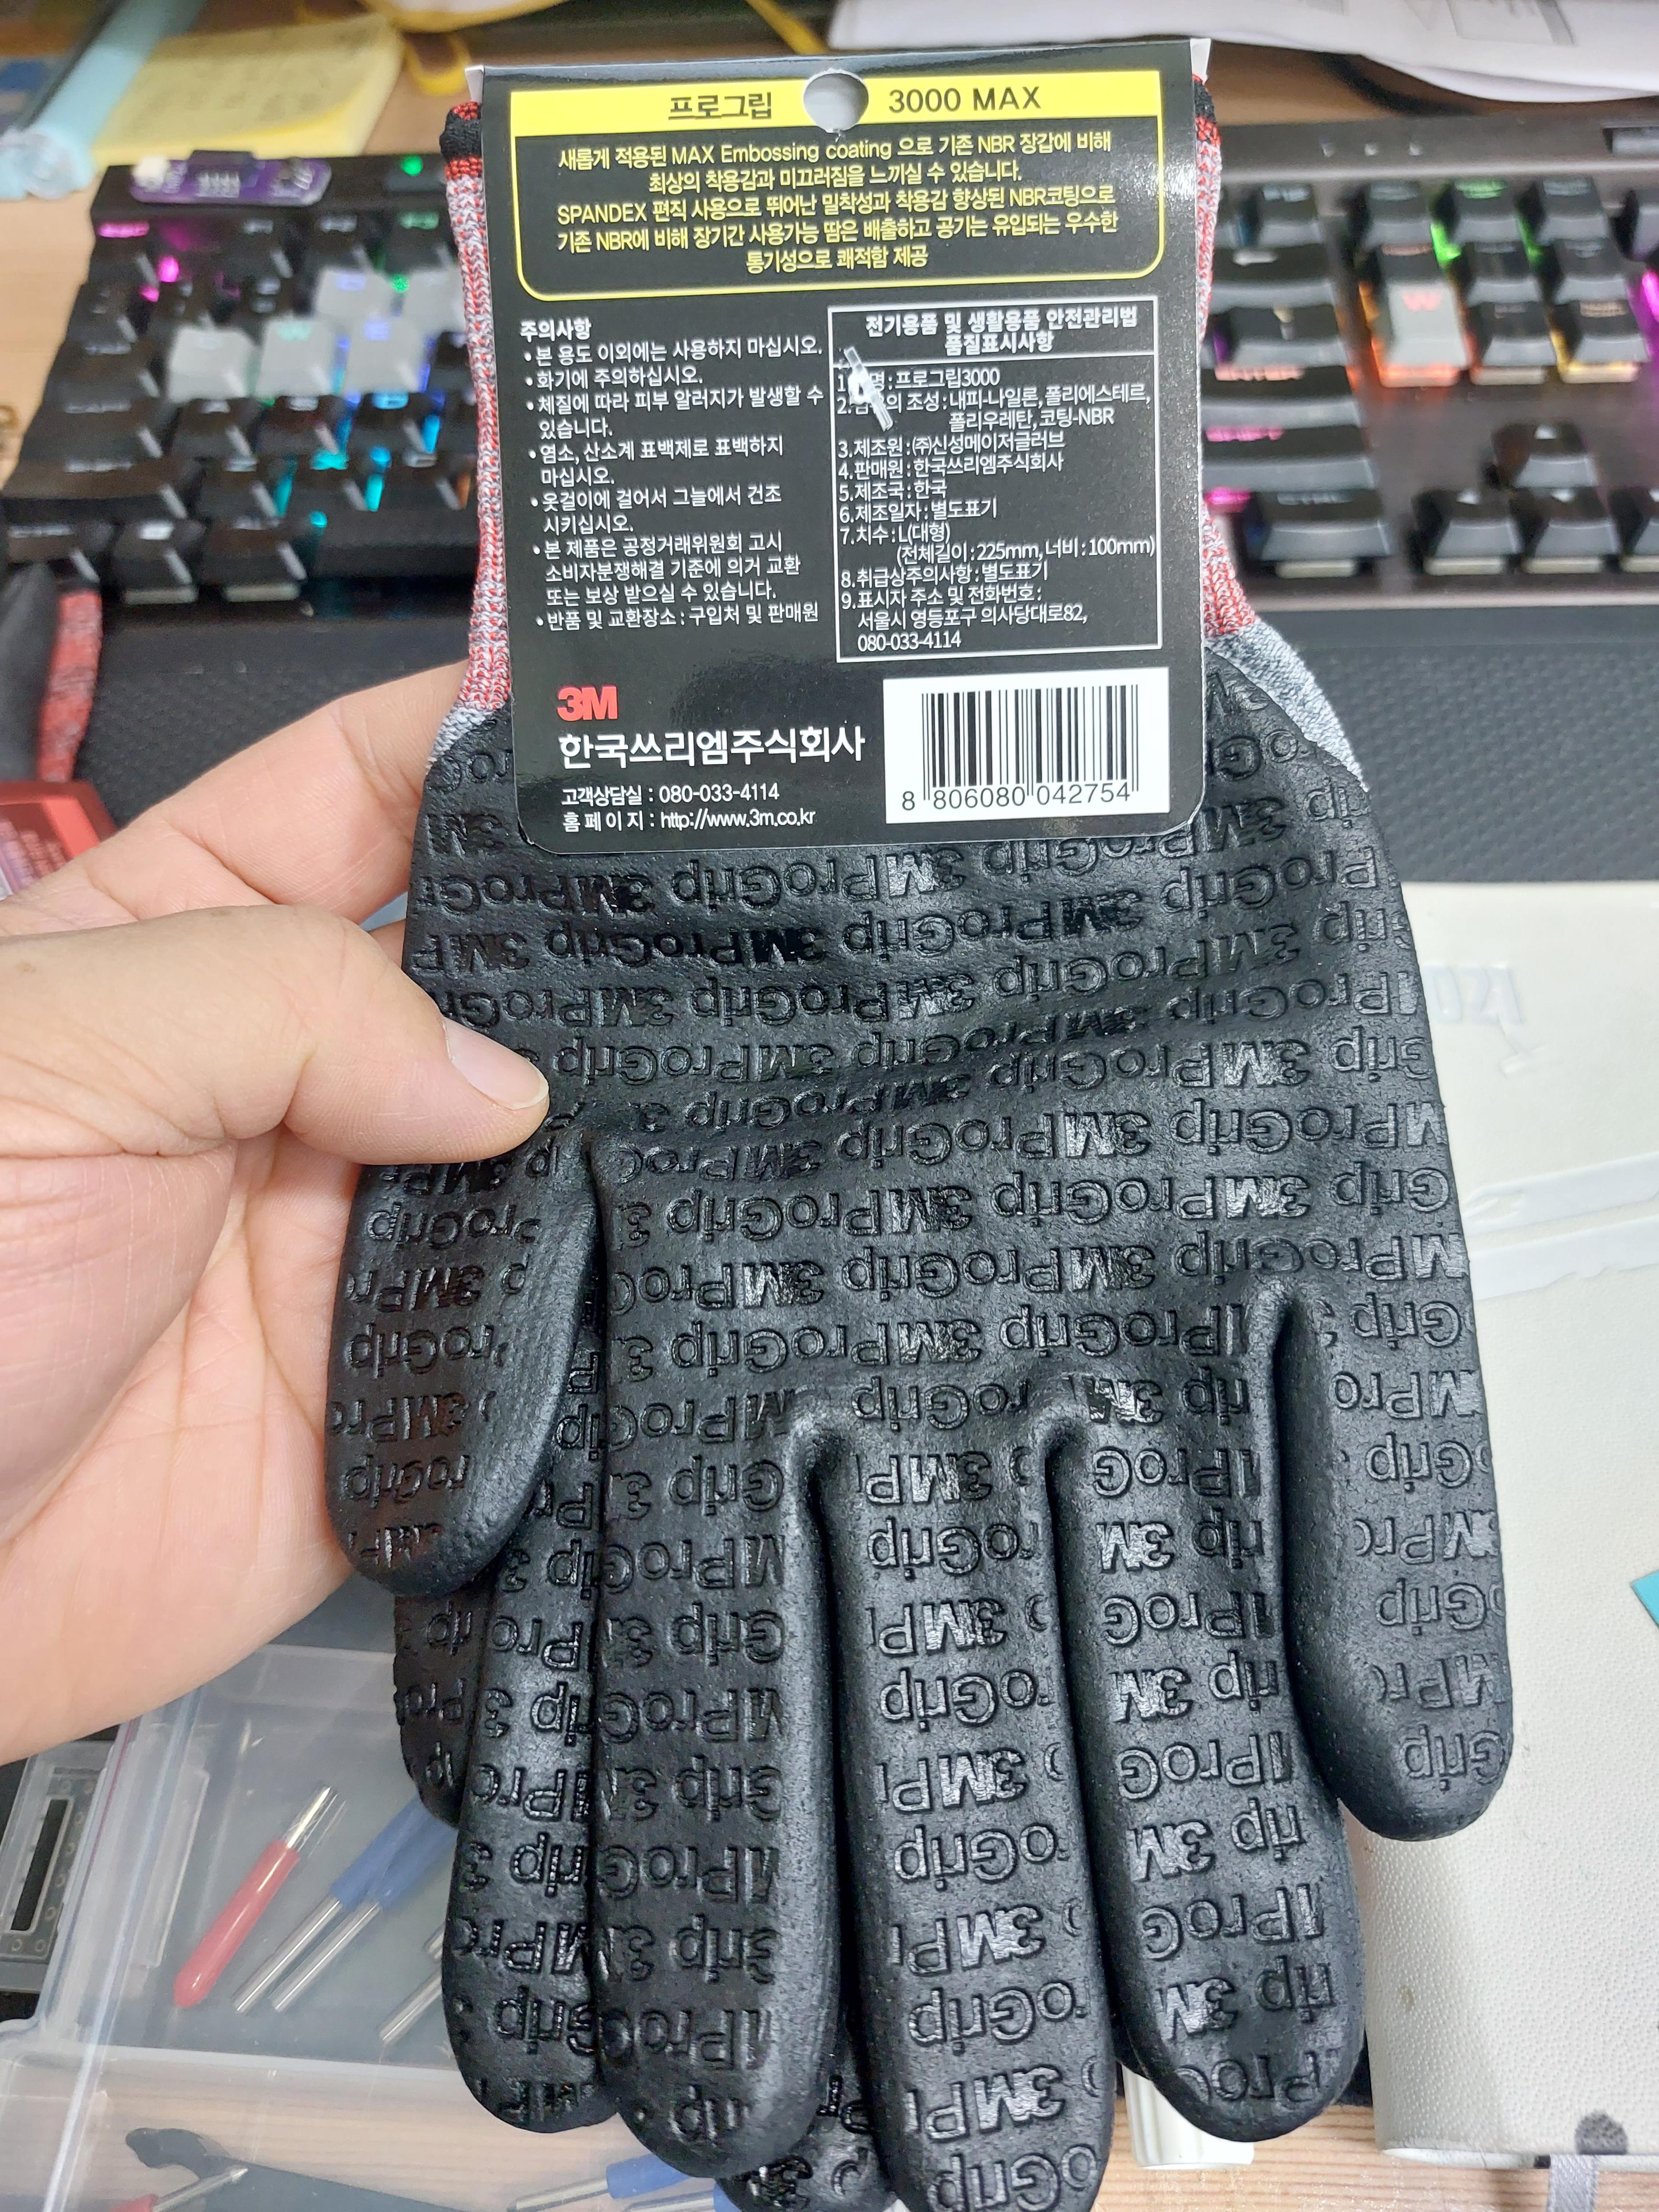 프로그립 3000 MAX
새롭게 적용된 MAX Embossing coating 으로 기존 NBR 장갑에 비해
최상의 착용감과 미끄러짐을 느끼실 수 있습니다.
SPANDEX 편직 사용으로 뛰어난 밀착성과 착용감 향상된 NBR코팅으로
기존 NBR에 비해 장기간 사용가능 땀은 배출하고 공기는 유입되는 우수한
통기성으로 쾌적함 제공
주의사항
• 본 용도 이외에는 사용하지 마십시오.
• 화기에 주의하십시오.
• 체질에 따라 피부 알러지가 발생할 수
있습니다.
• 염소, 산소계 표백제로 표백하지
마십시오.
• 옷걸이에 걸어서 그늘에서 건조
시키십시오.
• 본 제품은 공정거래위원회 고시
소비자분쟁해결 기준에 의거 교환
또는 보상 받으실 수 있습니다.
• 반품 및 교환장소 : 구입처 및 판매원
전기용품 및 생활용품 안전관리법
품질표시사항
1 명 : 프로그립3000
2. 의 조성 : 내피-나일론, 폴리에스테르,
폴리우레탄, 코팅-NBR
3.제조원 : ㈜신성메이저글러브
4.판매원 : 한국쓰리엠주식회사
5.제조국 : 한국
6.제조일자 : 별도표기
7.치수 : L(대형)
(전체길이 : 225mm, 너비 : 100mm)
8.취급상주의사항 : 별도표기
9.표시자 주소 및 전화번호 :
서울시 영등포구 의사당대로82,
080-033-4114
3M
한국쓰리엠주식회사
고객상담실 : 080-033-4114
홈페이지 : http://www.3m.co.kr
8 806080 042754
3M ProGrip 3M ProGrip